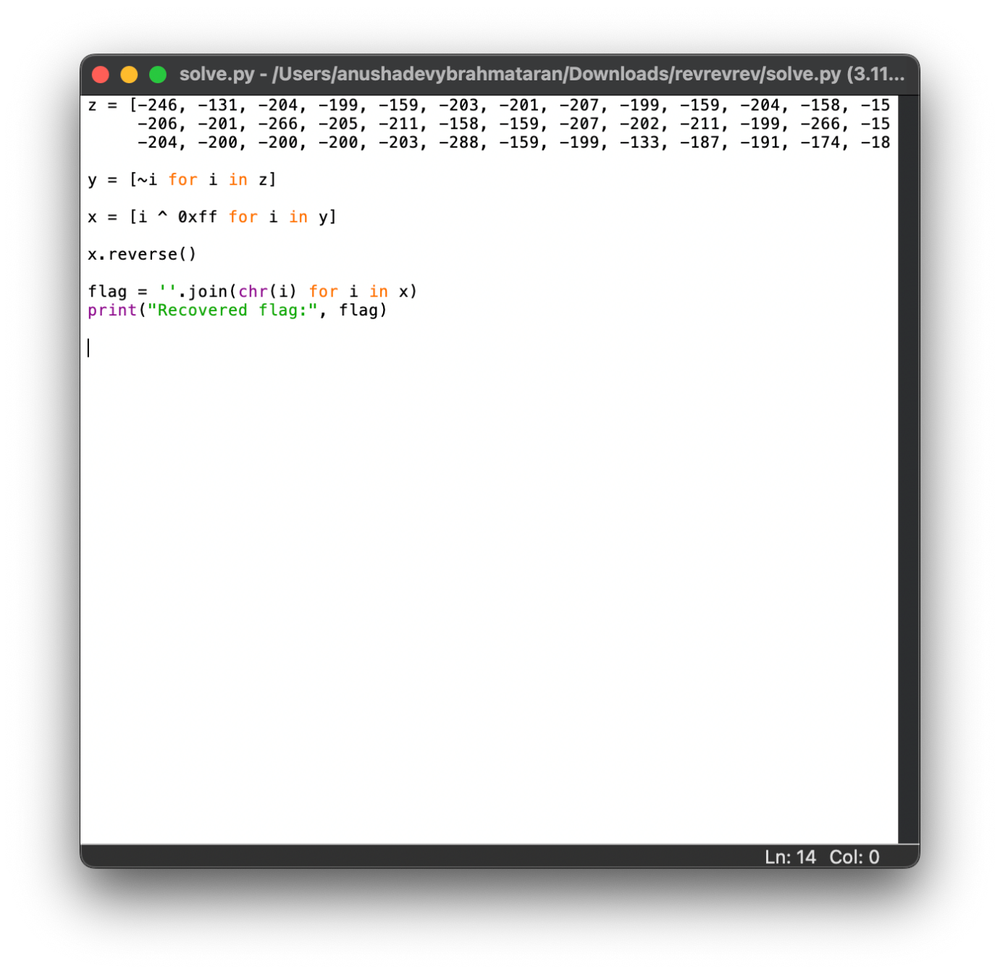 solve.py - /Users/anushadevybrahmataran/Downloads/revrevrev/solve.py (3.11...
z = [-246, -131, -204, -199, -159, -203, -201, -207, -199, -159, -204, -158, -15
-206, -201, -266, -205, -211, -158, -159, -207, -202, -211, -199, -266, -15
-204, -200, -200, -200, -203, -288, -159, -199, -133, -187, -191, -174, -18
y = [~i for i in z]
x = [i ^ 0xff for i in y]
x.reverse()
flag = ''.join(chr(i) for i in x)
print("Recovered flag:", flag)
Ln: 14 Col: 0